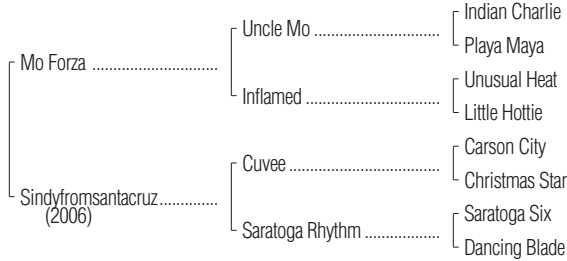 Indian Charlie
Uncle Mo ................................
Playa Maya
Mo Forza ................................
Unusual Heat
Inflamed ..................................
Little Hottie
Carson City
Cuvee ......................................
Christmas Star
Sindyfromsantacruz...............
(2006)
Saratoga Six
Saratoga Rhythm ...................
Dancing Blade